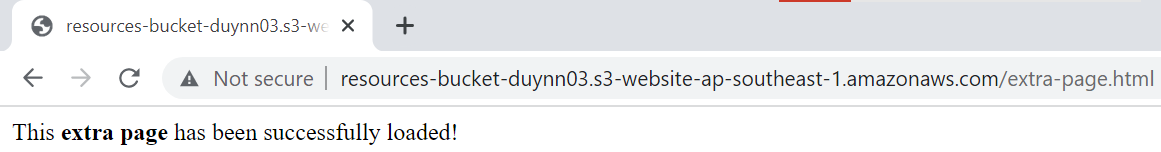 resources-bucket-duynn03.s3-we
Not secure | resources-bucket-duynn03.s3-website-ap-southeast-1.amazonaws.com/extra-page.html
This extra page has been successfully loaded!